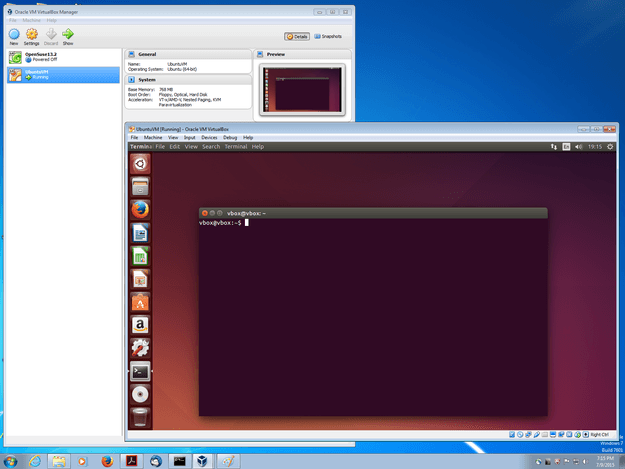 Oracle VM VirtualBox Manager
File Machine Help
New Settings Discard Show
Details Snapshots
OpenSuse13.2
Powered Off
UbuntuVM
Running
General
Name: UbuntuVM
Operating System: Ubuntu (64-bit)
System
Base Memory: 768 MB
Boot Order: Floppy, Optical, Hard Disk
Acceleration: VT-x/AMD-V, Nested Paging, KVM
Paravirtualization
Preview
UbuntuVM [Running] - Oracle VM VirtualBox
File Machine View Input Devices Debug Help
Terminal File Edit View Search Terminal Help
En 19:15
vbox@vbox: ~
vbox@vbox:~$
Right Ctrl
Windows 7
Build 7601
7:15 PM
7/9/2015